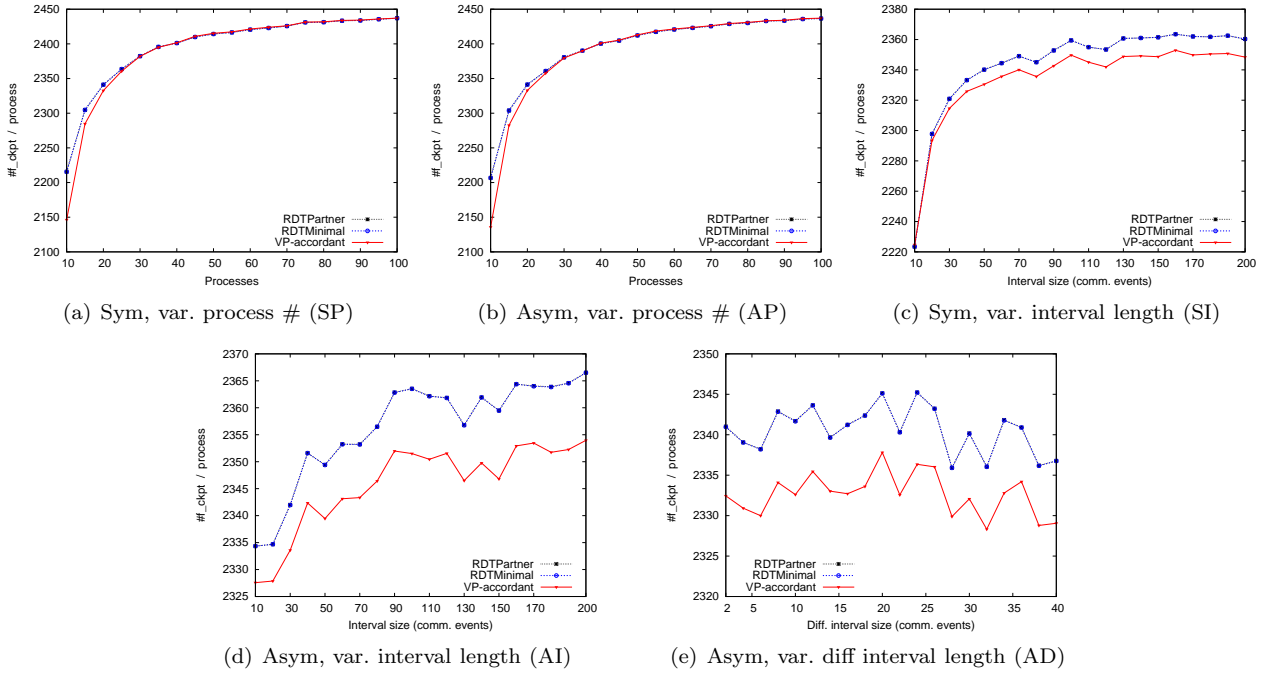 2450
2400
2350
2300
2250
2200
2150
2100
#f_ckpt / process
RDTPartner
RDTMinimal
VP-accordant
10 20 30 40 50 60 70 80 90 100
Processes
(a) Sym, var. process # (SP)
2450
2400
2350
2300
2250
2200
2150
2100
#f_ckpt / process
RDTPartner
RDTMinimal
VP-accordant
10 20 30 40 50 60 70 80 90 100
Processes
(b) Asym, var. process # (AP)
2380
2360
2340
2320
2300
2280
2260
2240
2220
#f_ckpt / process
RDTPartner
RDTMinimal
VP-accordant
10 30 50 70 90 110 130 150 170 200
Interval size (comm. events)
(c) Sym, var. interval length (SI)
2370
2365
2360
2355
2350
2345
2340
2335
2330
2325
#f_ckpt / process
RDTPartner
RDTMinimal
VP-accordant
10 30 50 70 90 110 130 150 170 200
Interval size (comm. events)
(d) Asym, var. interval length (AI)
2350
2345
2340
2335
2330
2325
2320
#f_ckpt / process
RDTPartner
RDTMinimal
VP-accordant
2 5 10 15 20 25 30 35 40
Diff. interval size (comm. events)
(e) Asym, var. diff interval length (AD)